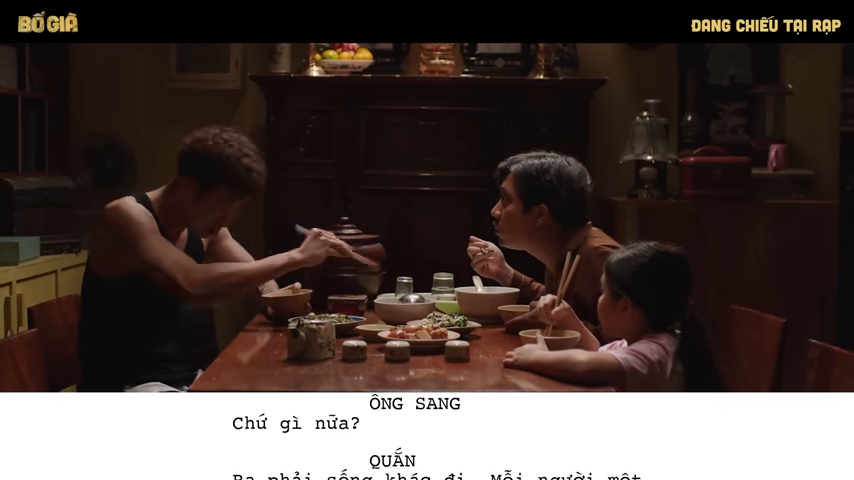 BỐ GIÀ
ĐANG CHIẾU TẠI RẠP
ÔNG SANG
Chứ gì nữa?
QUẮN
Ba phải sống khác đi. Mỗi người một